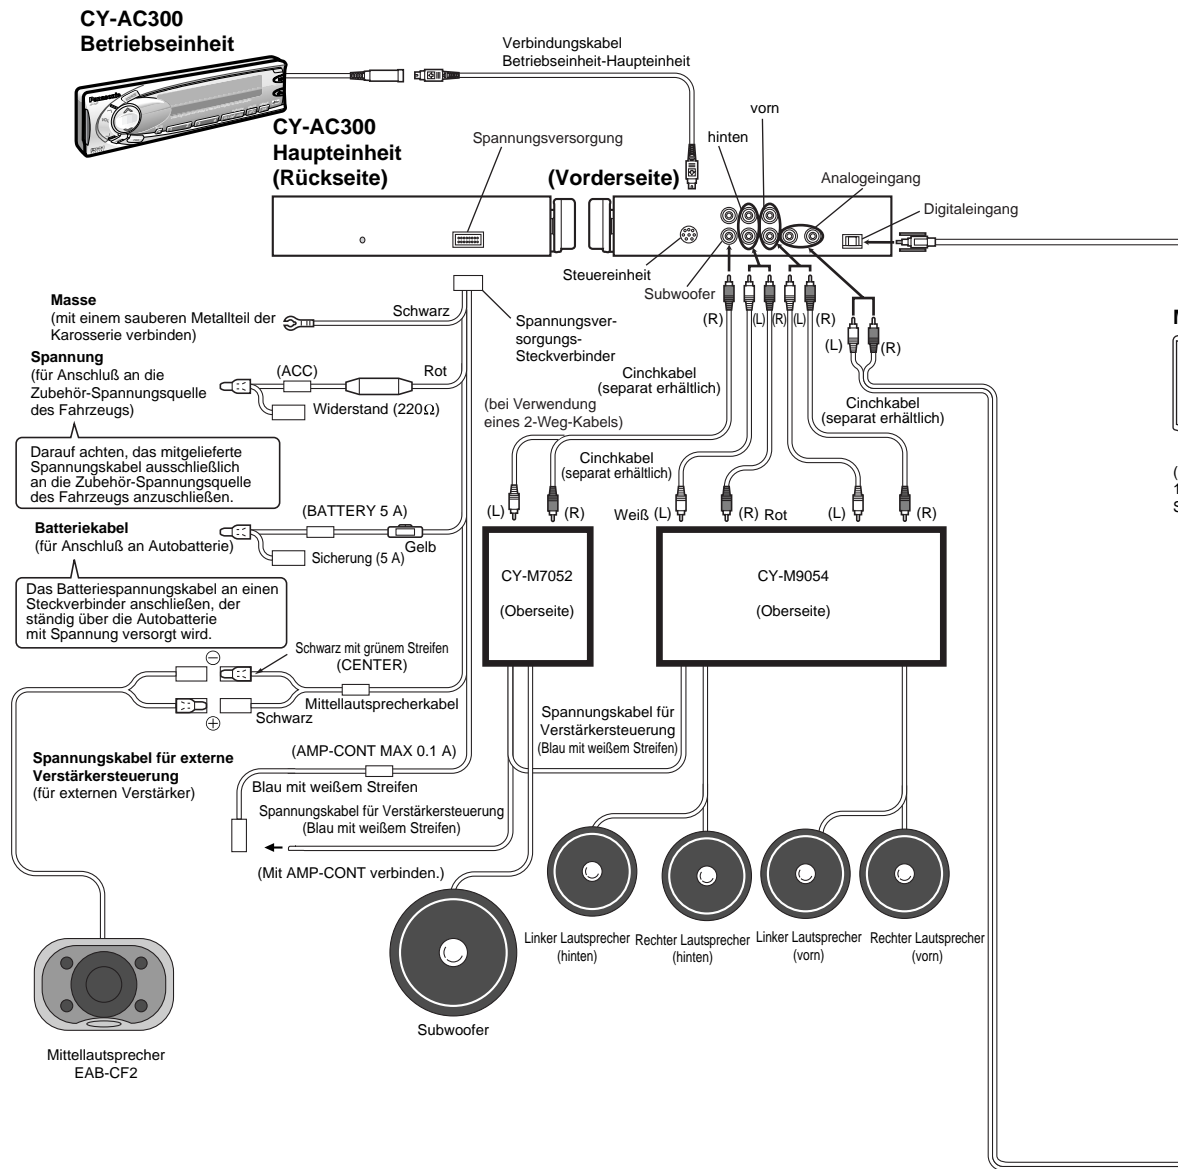 CY-AC300
Betriebseinheit
Verbindungskabel
Betriebseinheit-Haupteinheit
Panasonic
CY-AC300
Haupteinheit
(Rückseite)
Spannungsversorgung
(Vorderseite)
hinten
vorn
Analogeingang
Digitaleingang
Steuereinheit
Subwoofer
Masse
(mit einem sauberen Metallteil der
Karosserie verbinden)
Schwarz
Spannungsver-
sorgungs-
Steckverbinder
(R)
(L)
(R)
(L)
(R)
(L)
(R)
M
Spannung
(für Anschluß an die
Zubehör-Spannungsquelle
des Fahrzeugs)
(ACC)
Rot
Widerstand (220Ω)
Cinchkabel
(separat erhältlich)
Cinchkabel
(separat erhältlich)
(bei Verwendung
eines 2-Weg-Kabels)
Darauf achten, das mitgelieferte
Spannungskabel ausschließlich
an die Zubehör-Spannungsquelle
des Fahrzeugs anzuschließen.
Cinchkabel
(separat erhältlich)
(
1
S
Batteriekabel
(für Anschluß an Autobatterie)
(BATTERY 5 A)
Gelb
Sicherung (5 A)
(L)
(R)
Weiß (L)
(R) Rot
(L)
(R)
Das Batteriespannungskabel an einen
Steckverbinder anschließen, der
ständig über die Autobatterie
mit Spannung versorgt wird.
CY-M7052
(Oberseite)
CY-M9054
(Oberseite)
Schwarz mit grünem Streifen
(CENTER)
Mittellautsprecherkabel
Schwarz
Spannungskabel für
Verstärkersteuerung
(Blau mit weißem Streifen)
Spannungskabel für externe
Verstärkersteuerung
(für externen Verstärker)
(AMP-CONT MAX 0.1 A)
Blau mit weißem Streifen
Spannungskabel für Verstärkersteuerung
(Blau mit weißem Streifen)
(Mit AMP-CONT verbinden.)
Linker Lautsprecher
(hinten)
Rechter Lautsprecher
(hinten)
Linker Lautsprecher
(vorn)
Rechter Lautsprecher
(vorn)
Subwoofer
Mittellautsprecher
EAB-CF2